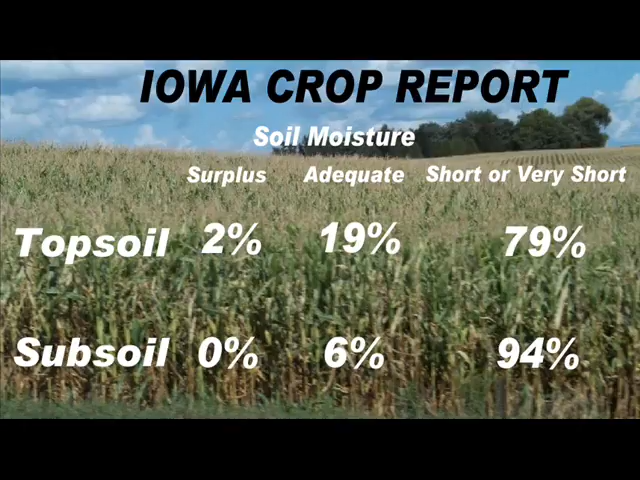 IOWA CROP REPORT
Soil Moisture
Surplus Adequate Short or Very Short
Topsoil 2% 19% 79%
Subsoil 0% 6% 94%